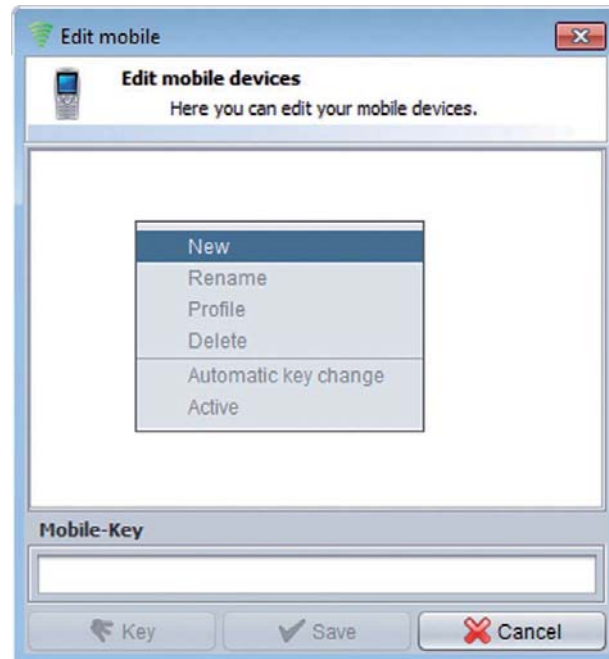 Edit mobile
Edit mobile devices
Here you can edit your mobile devices.
New
Rename
Profile
Delete
Automatic key change
Active
Mobile-Key
Key Save Cancel